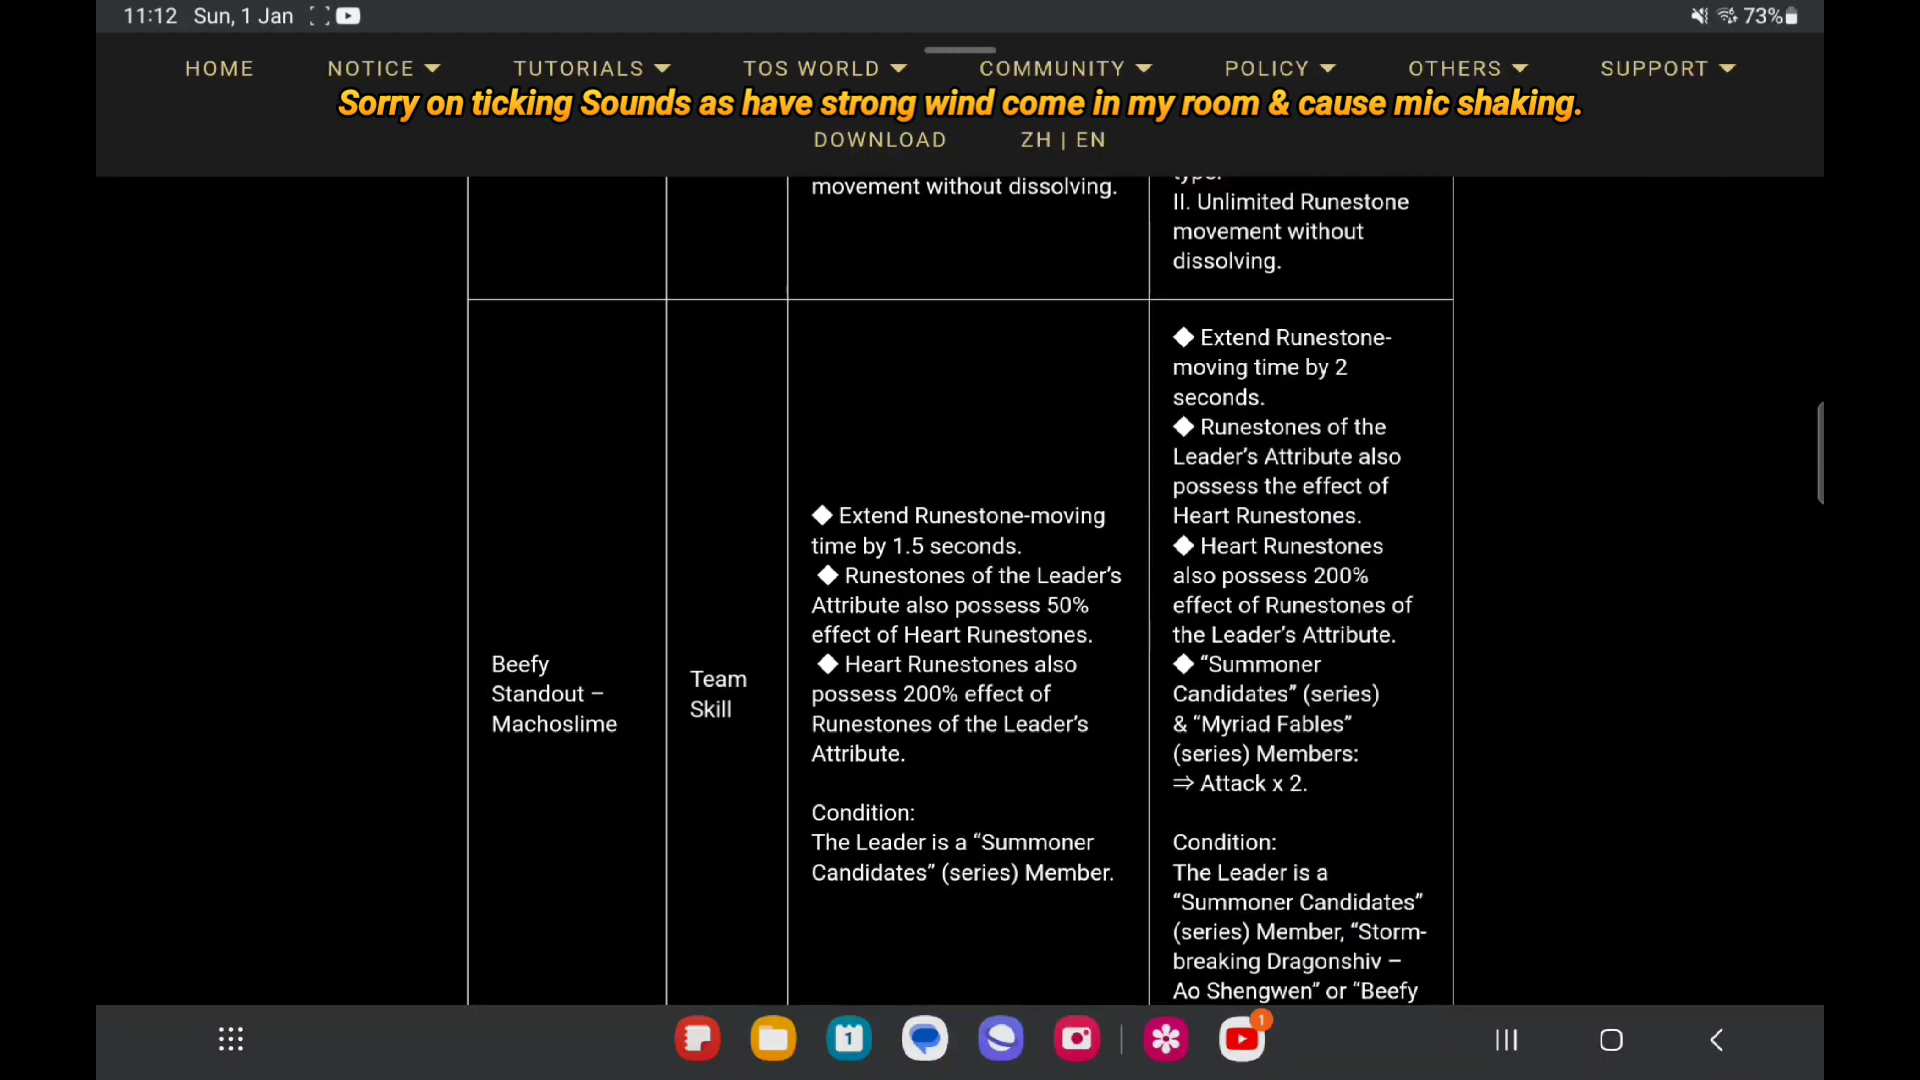 11:12 Sun, 1 Jan
73%
HOME NOTICE TUTORIALS TOS WORLD COMMUNITY POLICY OTHERS SUPPORT
Sorry on ticking Sounds as have strong wind come in my room & cause mic shaking.
DOWNLOAD ZH | EN
movement without dissolving.
type.
II. Unlimited Runestone
movement without
dissolving.
Beefy
Standout –
Machoslime
Team
Skill
◆ Extend Runestone-moving
time by 1.5 seconds.
◆ Runestones of the Leader’s
Attribute also possess 50%
effect of Heart Runestones.
◆ Heart Runestones also
possess 200% effect of
Runestones of the Leader’s
Attribute.
Condition:
The Leader is a “Summoner
Candidates” (series) Member.
◆ Extend Runestone-
moving time by 2
seconds.
◆ Runestones of the
Leader’s Attribute also
possess the effect of
Heart Runestones.
◆ Heart Runestones
also possess 200%
effect of Runestones of
the Leader’s Attribute.
◆ “Summoner
Candidates” (series)
& “Myriad Fables”
(series) Members:
⇒ Attack x 2.
Condition:
The Leader is a
“Summoner Candidates”
(series) Member, “Storm-
breaking Dragonshiv –
Ao Shengwen” or “Beefy
1
1